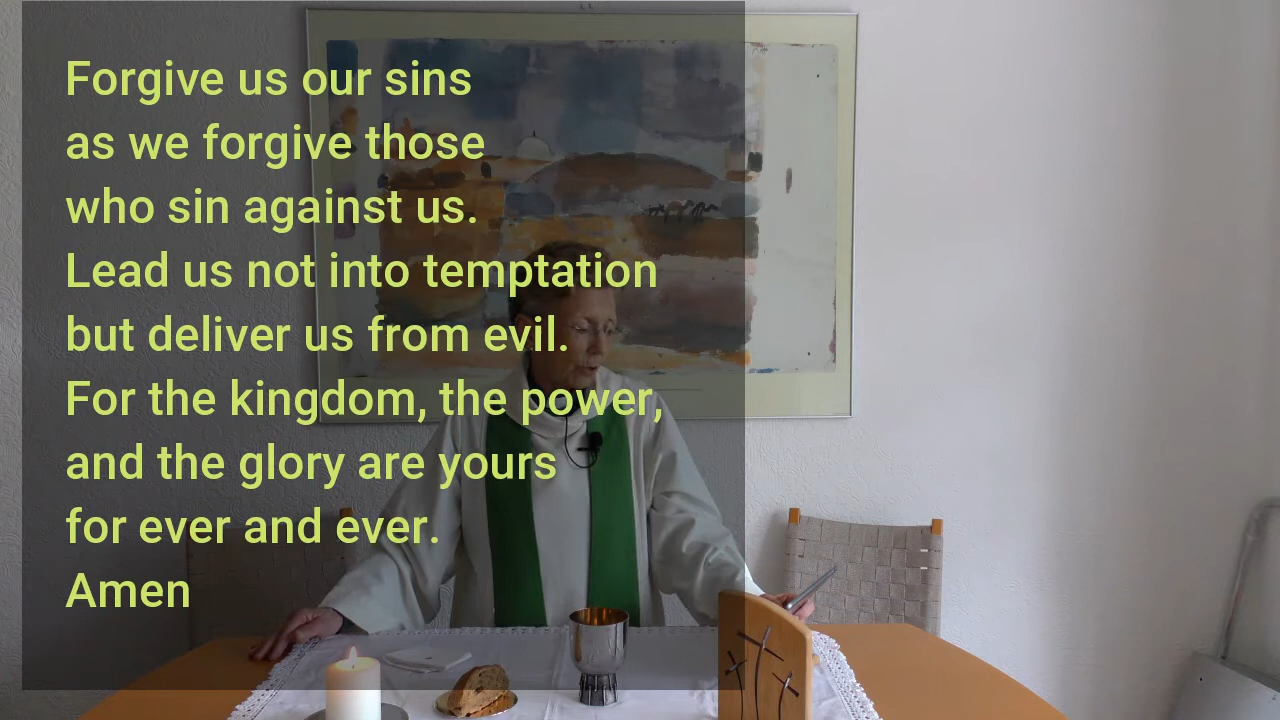 Forgive us our sins
as we forgive those
who sin against us.
Lead us not into temptation
but deliver us from evil.
For the kingdom, the power,
and the glory are yours
for ever and ever.
Amen